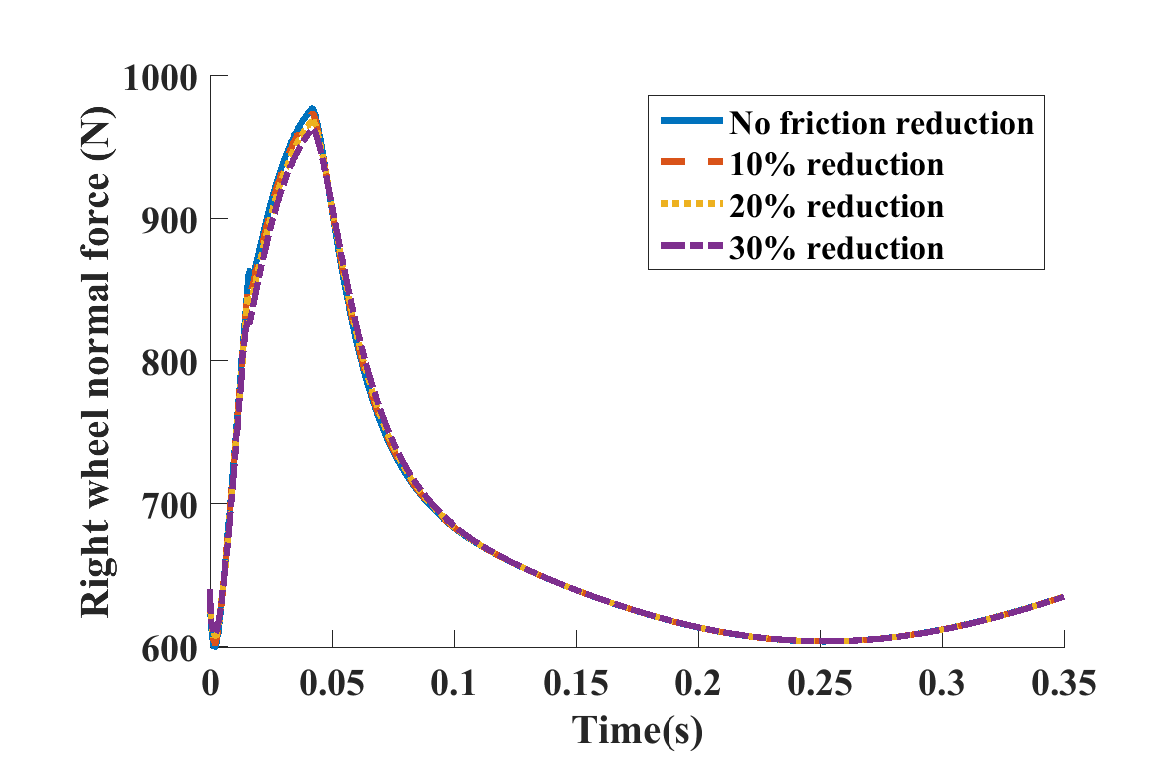 1000
900
800
700
600
Right wheel normal force (N)
No friction reduction
10% reduction
20% reduction
30% reduction
0 0.05 0.1 0.15 0.2 0.25 0.3 0.35
Time(s)